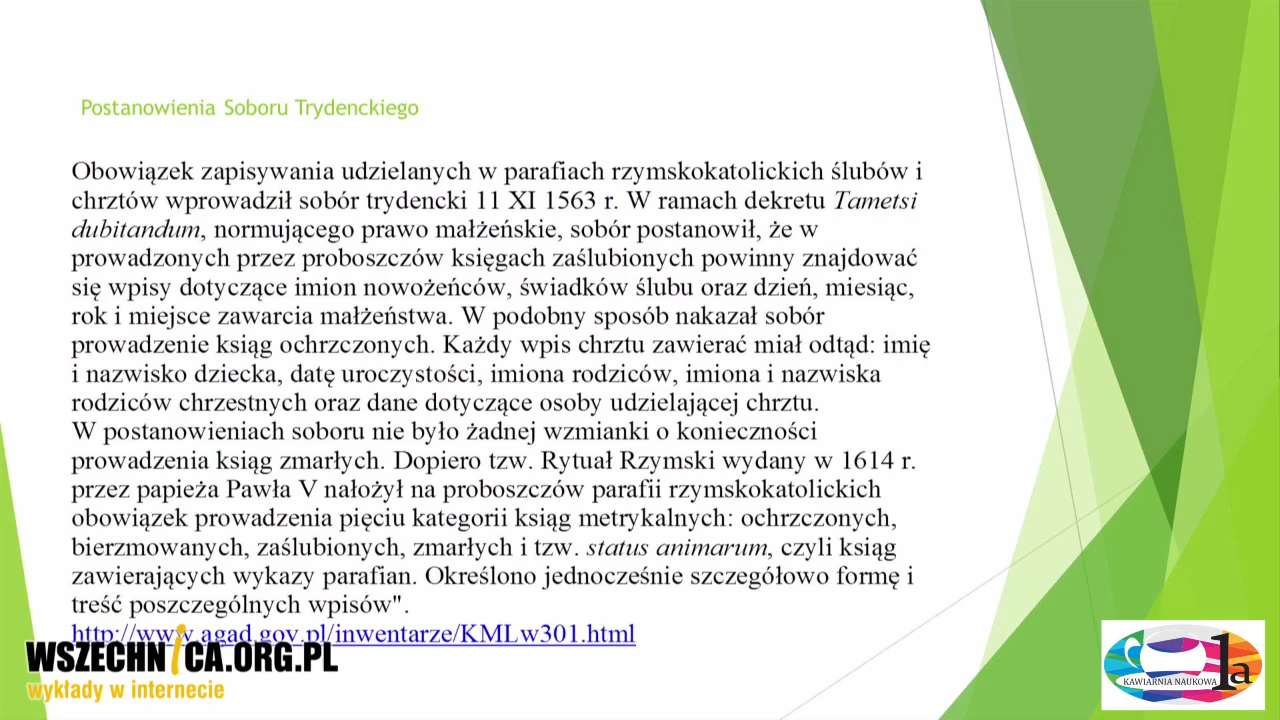 Postanowienia Soboru Trydenckiego
Obowiązek zapisywania udzielanych w parafiach rzymskokatolickich ślubów i
chrztów wprowadził sobór trydencki 11 XI 1563 r. W ramach dekretu Tametsi
dubitandum, normującego prawo małżeńskie, sobór postanowił, że w
prowadzonych przez proboszczów księgach zaślubionych powinny znajdować
się wpisy dotyczące imion nowożeńców, świadków ślubu oraz dzień, miesiąc,
rok i miejsce zawarcia małżeństwa. W podobny sposób nakazał sobór
prowadzenie ksiąg ochrzczonych. Każdy wpis chrztu zawierać miał odtąd: imię
i nazwisko dziecka, datę uroczystości, imiona rodziców, imiona i nazwiska
rodziców chrzestnych oraz dane dotyczące osoby udzielającej chrztu.
W postanowieniach soboru nie było żadnej wzmianki o konieczności
prowadzenia ksiąg zmarłych. Dopiero tzw. Rytuał Rzymski wydany w 1614 r.
przez papieża Pawła V nałożył na proboszczów parafii rzymskokatolickich
obowiązek prowadzenia pięciu kategorii ksiąg metrykalnych: ochrzczonych,
bierzmowanych, zaślubionych, zmarłych i tzw. status animarum, czyli ksiąg
zawierających wykazy parafian. Określono jednocześnie szczegółowo formę i
treść poszczególnych wpisów".
http://www.agad.gov.pl/inwentarze/KMLw301.html
WSZECHNICA.ORG.PL
wykłady w internecie
KAWIARNIA NAUKOWA 1a